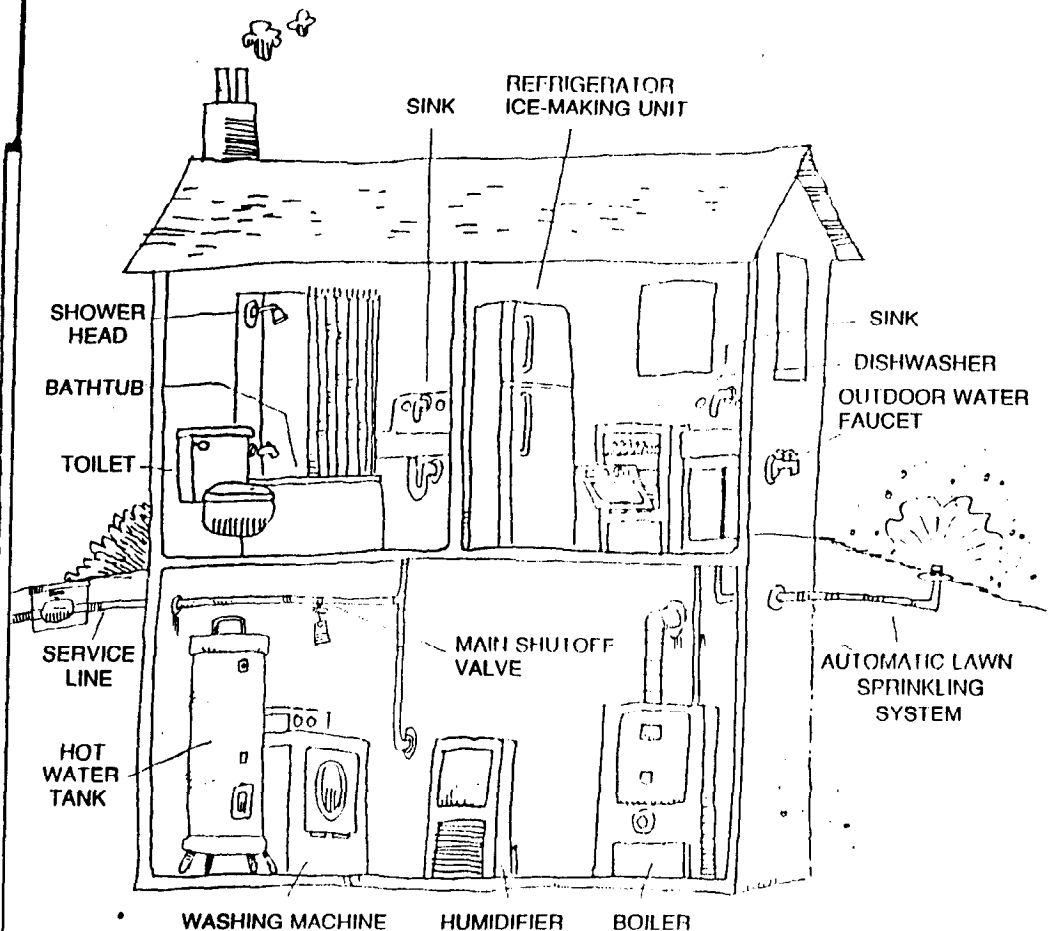 REFRIGERATOR
ICE-MAKING UNIT
SINK
SHOWER
HEAD
BATHTUB
TOILET
SINK
DISHWASHER
OUTDOOR WATER
FAUCET
SERVICE
LINE
MAIN SHUTOFF
VALVE
AUTOMATIC LAWN
SPRINKLING
SYSTEM
HOT
WATER
TANK
WASHING MACHINE
HUMIDIFIER
BOILER